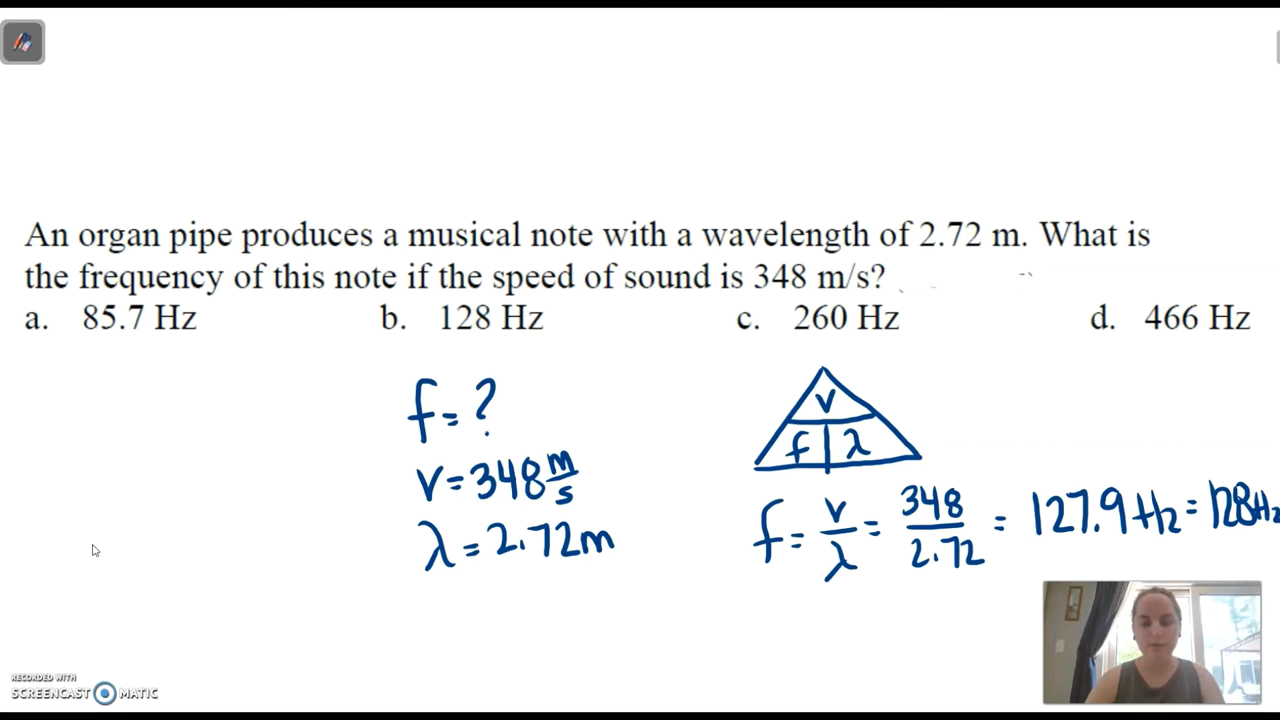 An organ pipe produces a musical note with a wavelength of 2.72 m. What is
the frequency of this note if the speed of sound is 348 m/s?
a. 85.7 Hz b. 128 Hz c. 260 Hz d. 466 Hz
f = ?
v = 348 m/s
λ = 2.72m
v
f λ
f = v/λ = 348/2.72 = 127.9 Hz = 128 Hz
RECORDED WITH
SCREENCAST MATIC